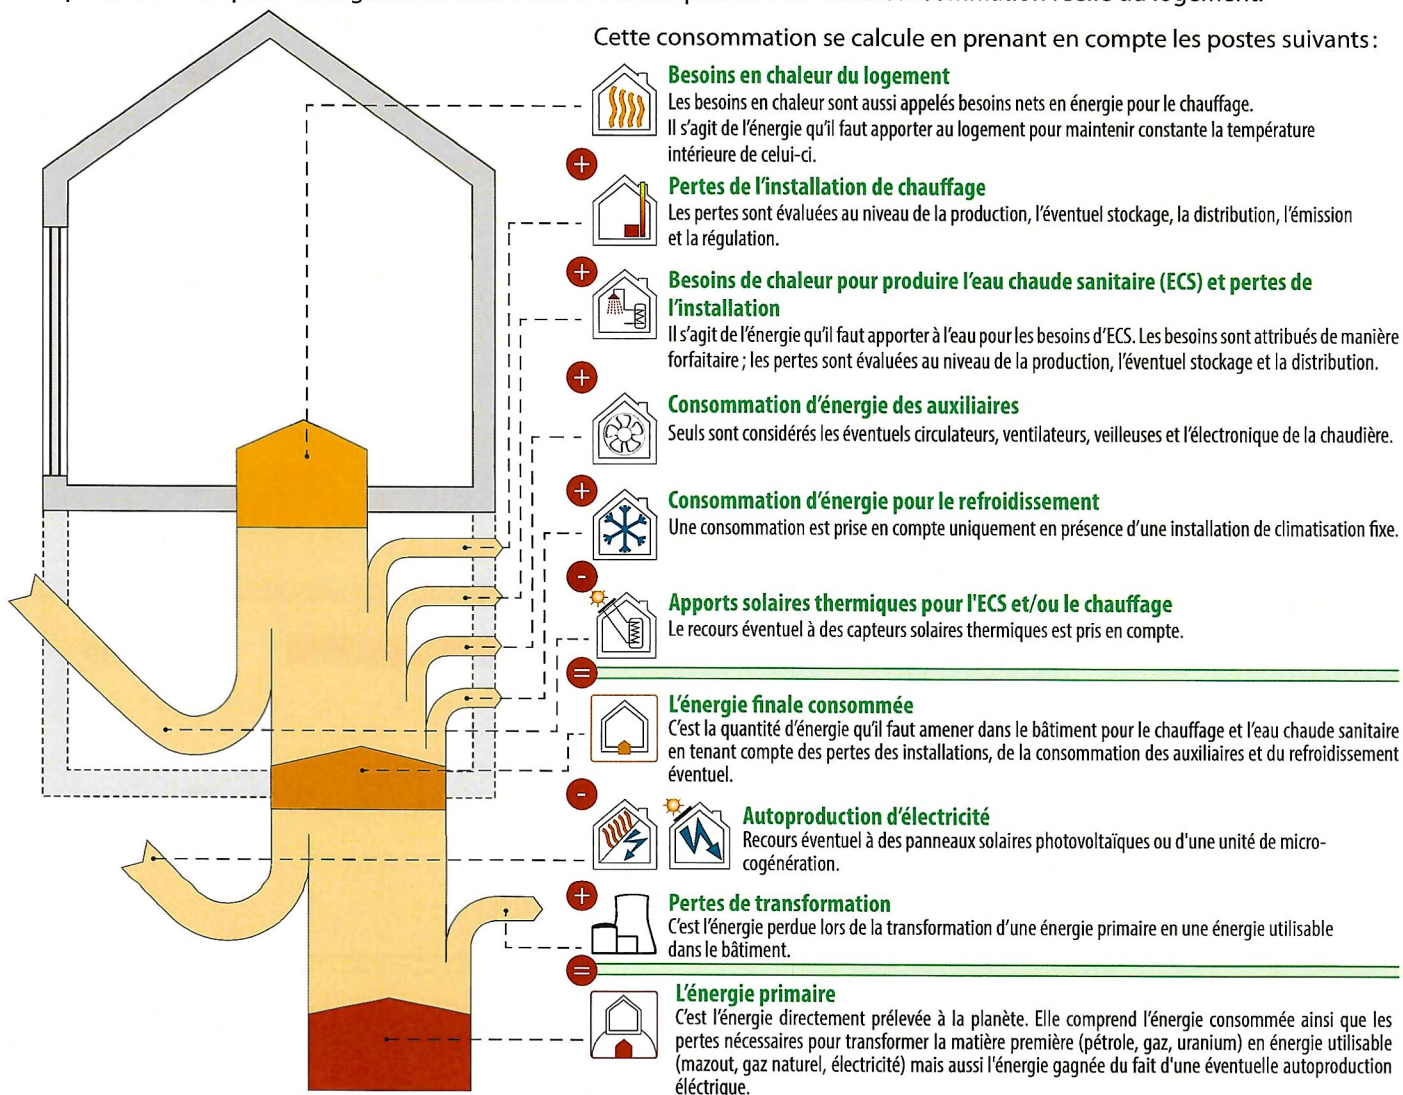 Cette consommation se calcule en prenant en compte les postes suivants :
Besoins en chaleur du logement
Les besoins en chaleur sont aussi appelés besoins nets en énergie pour le chauffage.
Il s'agit de l'énergie qu'il faut apporter au logement pour maintenir constante la température
intérieure de celui-ci.
+
Pertes de l'installation de chauffage
Les pertes sont évaluées au niveau de la production, l'éventuel stockage, la distribution, l'émission
et la régulation.
+
Besoins de chaleur pour produire l'eau chaude sanitaire (ECS) et pertes de
l'installation
Il s'agit de l'énergie qu'il faut apporter à l'eau pour les besoins d'ECS. Les besoins sont attribués de manière
forfaitaire ; les pertes sont évaluées au niveau de la production, l'éventuel stockage et la distribution.
+
Consommation d'énergie des auxiliaires
Seuls sont considérés les éventuels circulateurs, ventilateurs, veilleuses et l'électronique de la chaudière.
+
Consommation d'énergie pour le refroidissement
Une consommation est prise en compte uniquement en présence d'une installation de climatisation fixe.
-
Apports solaires thermiques pour l'ECS et/ou le chauffage
Le recours éventuel à des capteurs solaires thermiques est pris en compte.
=
L'énergie finale consommée
C'est la quantité d'énergie qu'il faut amener dans le bâtiment pour le chauffage et l'eau chaude sanitaire
en tenant compte des pertes des installations, de la consommation des auxiliaires et du refroidissement
éventuel.
-
Autoproduction d'électricité
Recours éventuel à des panneaux solaires photovoltaïques ou d'une unité de micro-
cogénération.
+
Pertes de transformation
C'est l'énergie perdue lors de la transformation d'une énergie primaire en une énergie utilisable
dans le bâtiment.
=
L'énergie primaire
C'est l'énergie directement prélevée à la planète. Elle comprend l'énergie consommée ainsi que les
pertes nécessaires pour transformer la matière première (pétrole, gaz, uranium) en énergie utilisable
(mazout, gaz naturel, électricité) mais aussi l'énergie gagnée du fait d'une éventuelle autoproduction
électrique.